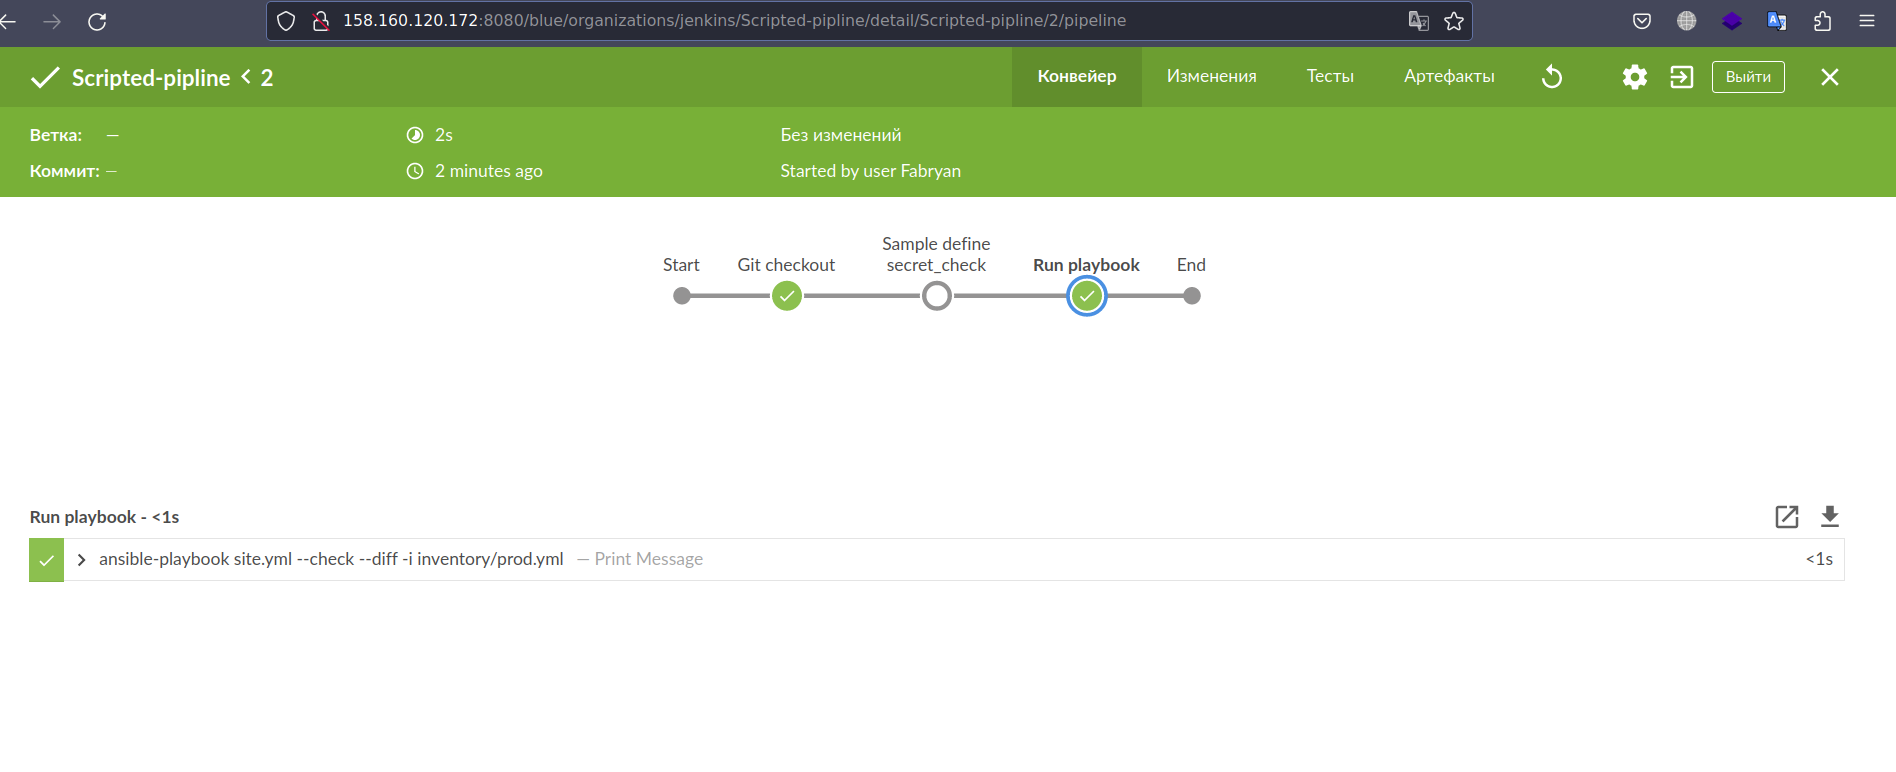 158.160.120.172:8080/blue/organizations/jenkins/Scripted-pipline/detail/Scripted-pipline/2/pipeline
Scripted-pipline < 2
Конвейер Изменения Тесты Артефакты Выйти
Ветка: — 2s Без изменений
Коммит: — 2 minutes ago Started by user Fabryan
Sample define
Start Git checkout secret_check Run playbook End
Run playbook - <1s
ansible-playbook site.yml --check --diff -i inventory/prod.yml — Print Message <1s